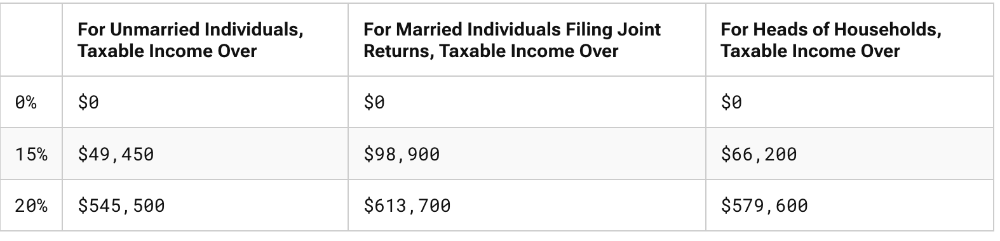 For Unmarried Individuals,
Taxable Income Over
For Married Individuals Filing Joint
Returns, Taxable Income Over
For Heads of Households,
Taxable Income Over
0% $0 $0 $0
15% $49,450 $98,900 $66,200
20% $545,500 $613,700 $579,600